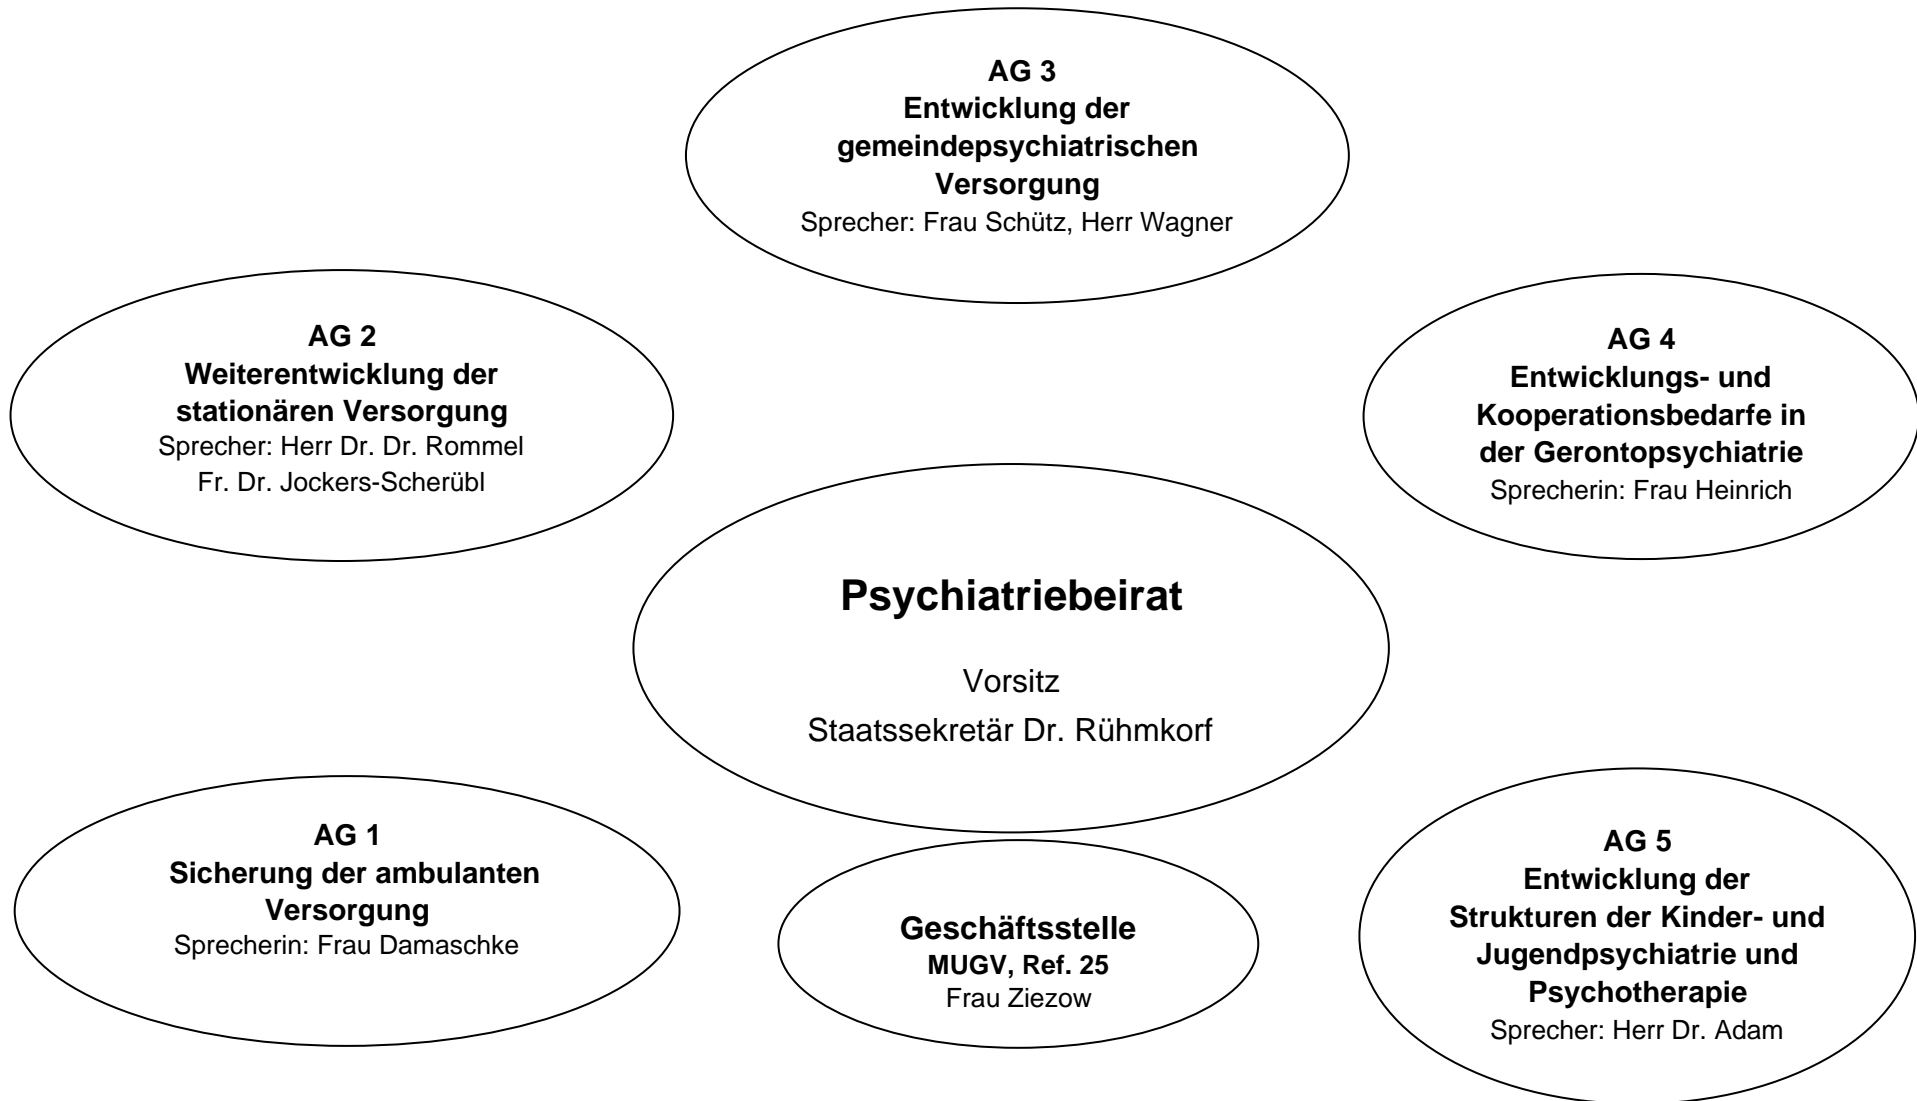 AG 3
Entwicklung der
gemeindepsychiatrischen
Versorgung
Sprecher: Frau Schütz, Herr Wagner
AG 2
Weiterentwicklung der
stationären Versorgung
Sprecher: Herr Dr. Dr. Rommel
Fr. Dr. Jockers-Scherübl
AG 4
Entwicklungs- und
Kooperationsbedarfe in
der Gerontopsychiatrie
Sprecherin: Frau Heinrich
Psychiatriebeirat
Vorsitz
Staatssekretär Dr. Rühmkorf
AG 1
Sicherung der ambulanten
Versorgung
Sprecherin: Frau Damaschke
Geschäftsstelle
MUGV, Ref. 25
Frau Ziezow
AG 5
Entwicklung der
Strukturen der Kinder- und
Jugendpsychiatrie und
Psychotherapie
Sprecher: Herr Dr. Adam